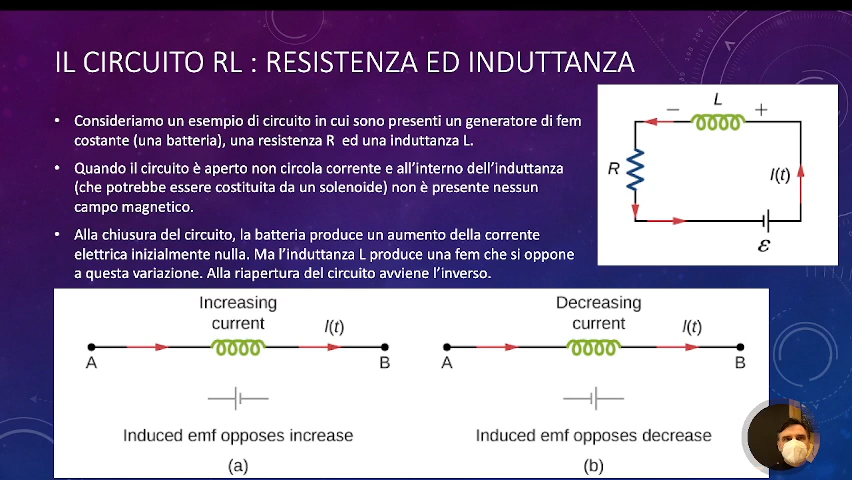 IL CIRCUITO RL : RESISTENZA ED INDUTTANZA
• Consideriamo un esempio di circuito in cui sono presenti un generatore di fem
costante (una batteria), una resistenza R ed una induttanza L.
• Quando il circuito è aperto non circola corrente e all'interno dell'induttanza
(che potrebbe essere costituita da un solenoide) non è presente nessun
campo magnetico.
• Alla chiusura del circuito, la batteria produce un aumento della corrente
elettrica inizialmente nulla. Ma l'induttanza L produce una fem che si oppone
a questa variazione. Alla riapertura del circuito avviene l'inverso.
L
− +
R
I(t)
ε
Increasing
current
I(t)
A B
Induced emf opposes increase
(a)
Decreasing
current
I(t)
A B
Induced emf opposes decrease
(b)